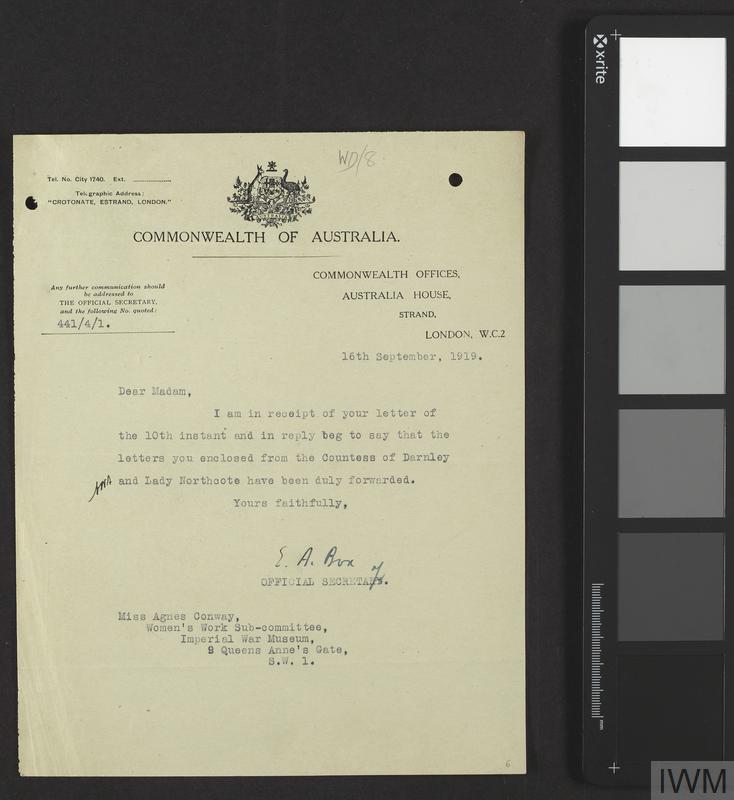 WD/8
Tel. No. City 1740. Ext.
Telegraphic Address:
"CROTONATE, ESTRAND, LONDON."
COMMONWEALTH OF AUSTRALIA.
Any further communication should
be addressed to
THE OFFICIAL SECRETARY,
and the following No. quoted:
441/4/1.
COMMONWEALTH OFFICES,
AUSTRALIA HOUSE,
STRAND,
LONDON, W.C.2
16th September, 1919.
Dear Madam,
I am in receipt of your letter of
the 10th instant and in reply beg to say that the
letters you enclosed from the Countess of Darnley
and Lady Northcote have been duly forwarded.
Yours faithfully,
E. A. Box
OFFICIAL SECRETARY.
Miss Agnes Conway,
Women's Work Sub-committee,
Imperial War Museum,
9 Queens Anne's Gate,
S.W. 1.
6
x-rite
mm
IWM